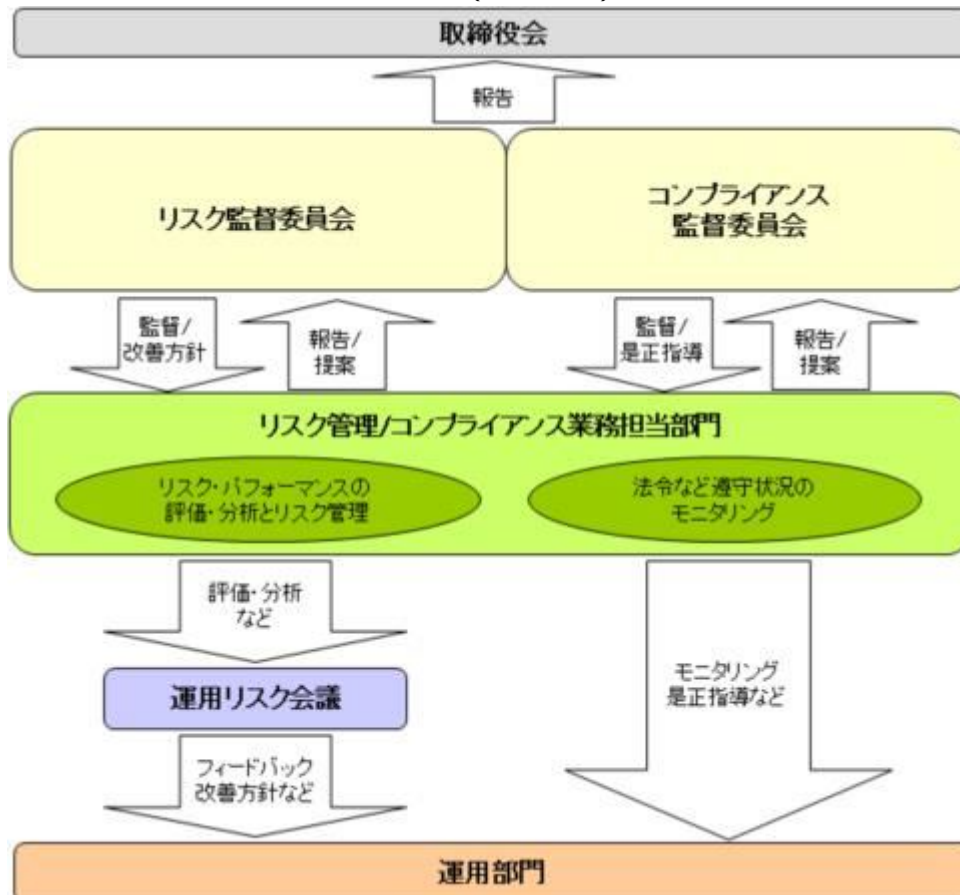 取締役会
報告
リスク監督委員会
コンプライアンス
監督委員会
監督/
改善方針
報告/
提案
監督/
是正指導
報告/
提案
リスク管理/コンプライアンス業務担当部門
リスク・パフォーマンスの
評価・分析とリスク管理
法令など遵守状況の
モニタリング
評価・分析
など
運用リスク会議
モニタリング
是正指導など
フィードバック
改善方針など
運用部門